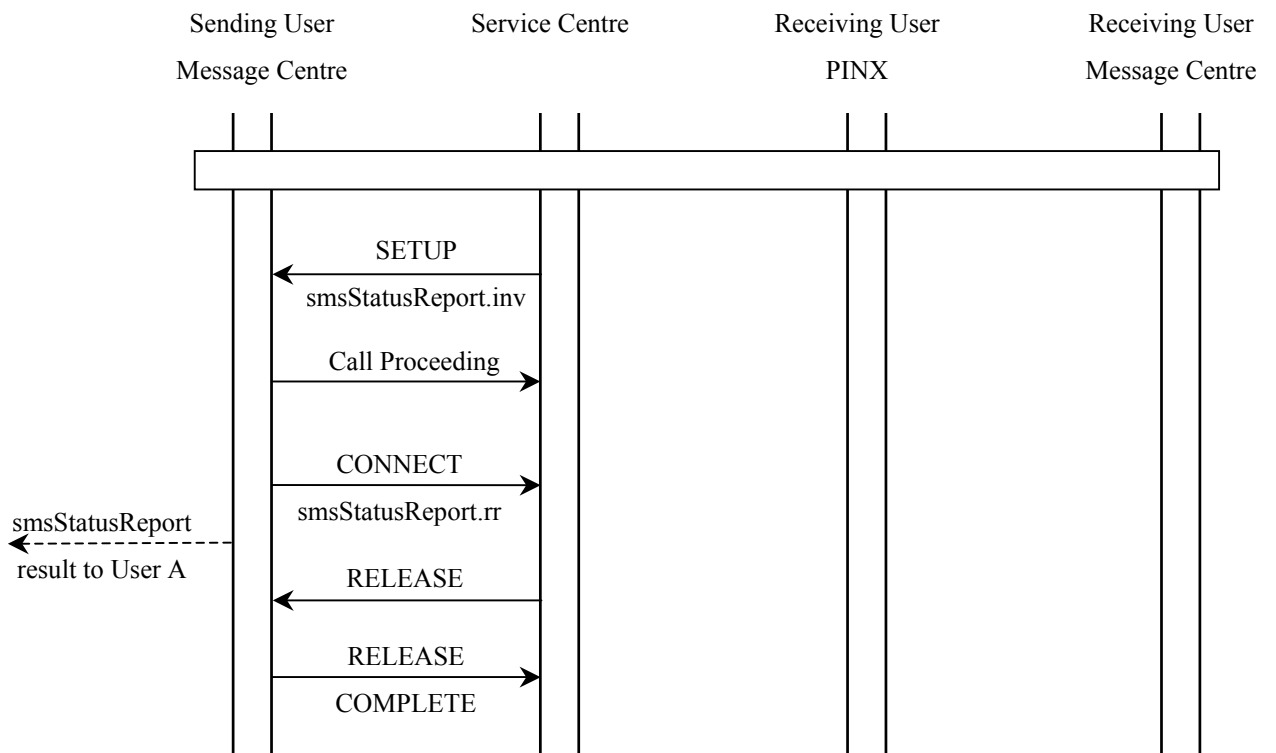 Sending User
Message Centre
Service Centre
Receiving User
PINX
Receiving User
Message Centre
SETUP
smsStatusReport.inv
Call Proceeding
CONNECT
smsStatusReport.rr
smsStatusReport
result to User A
RELEASE
RELEASE
COMPLETE